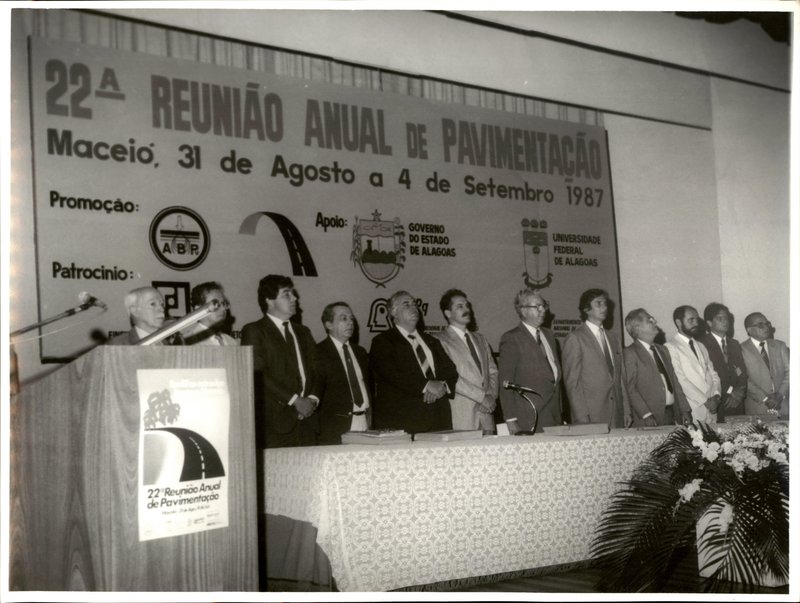 22ª REUNIÃO ANUAL DE PAVIMENTAÇÃO
Maceió, 31 de Agosto a 4 de Setembro 1987
Promoção:
ABPv
Apoio:
GOVERNO
DO ESTADO
DE ALAGOAS
UNIVERSIDADE
FEDERAL
DE ALAGOAS
Patrocinio:
22ª Reunião Anual
de Pavimentação